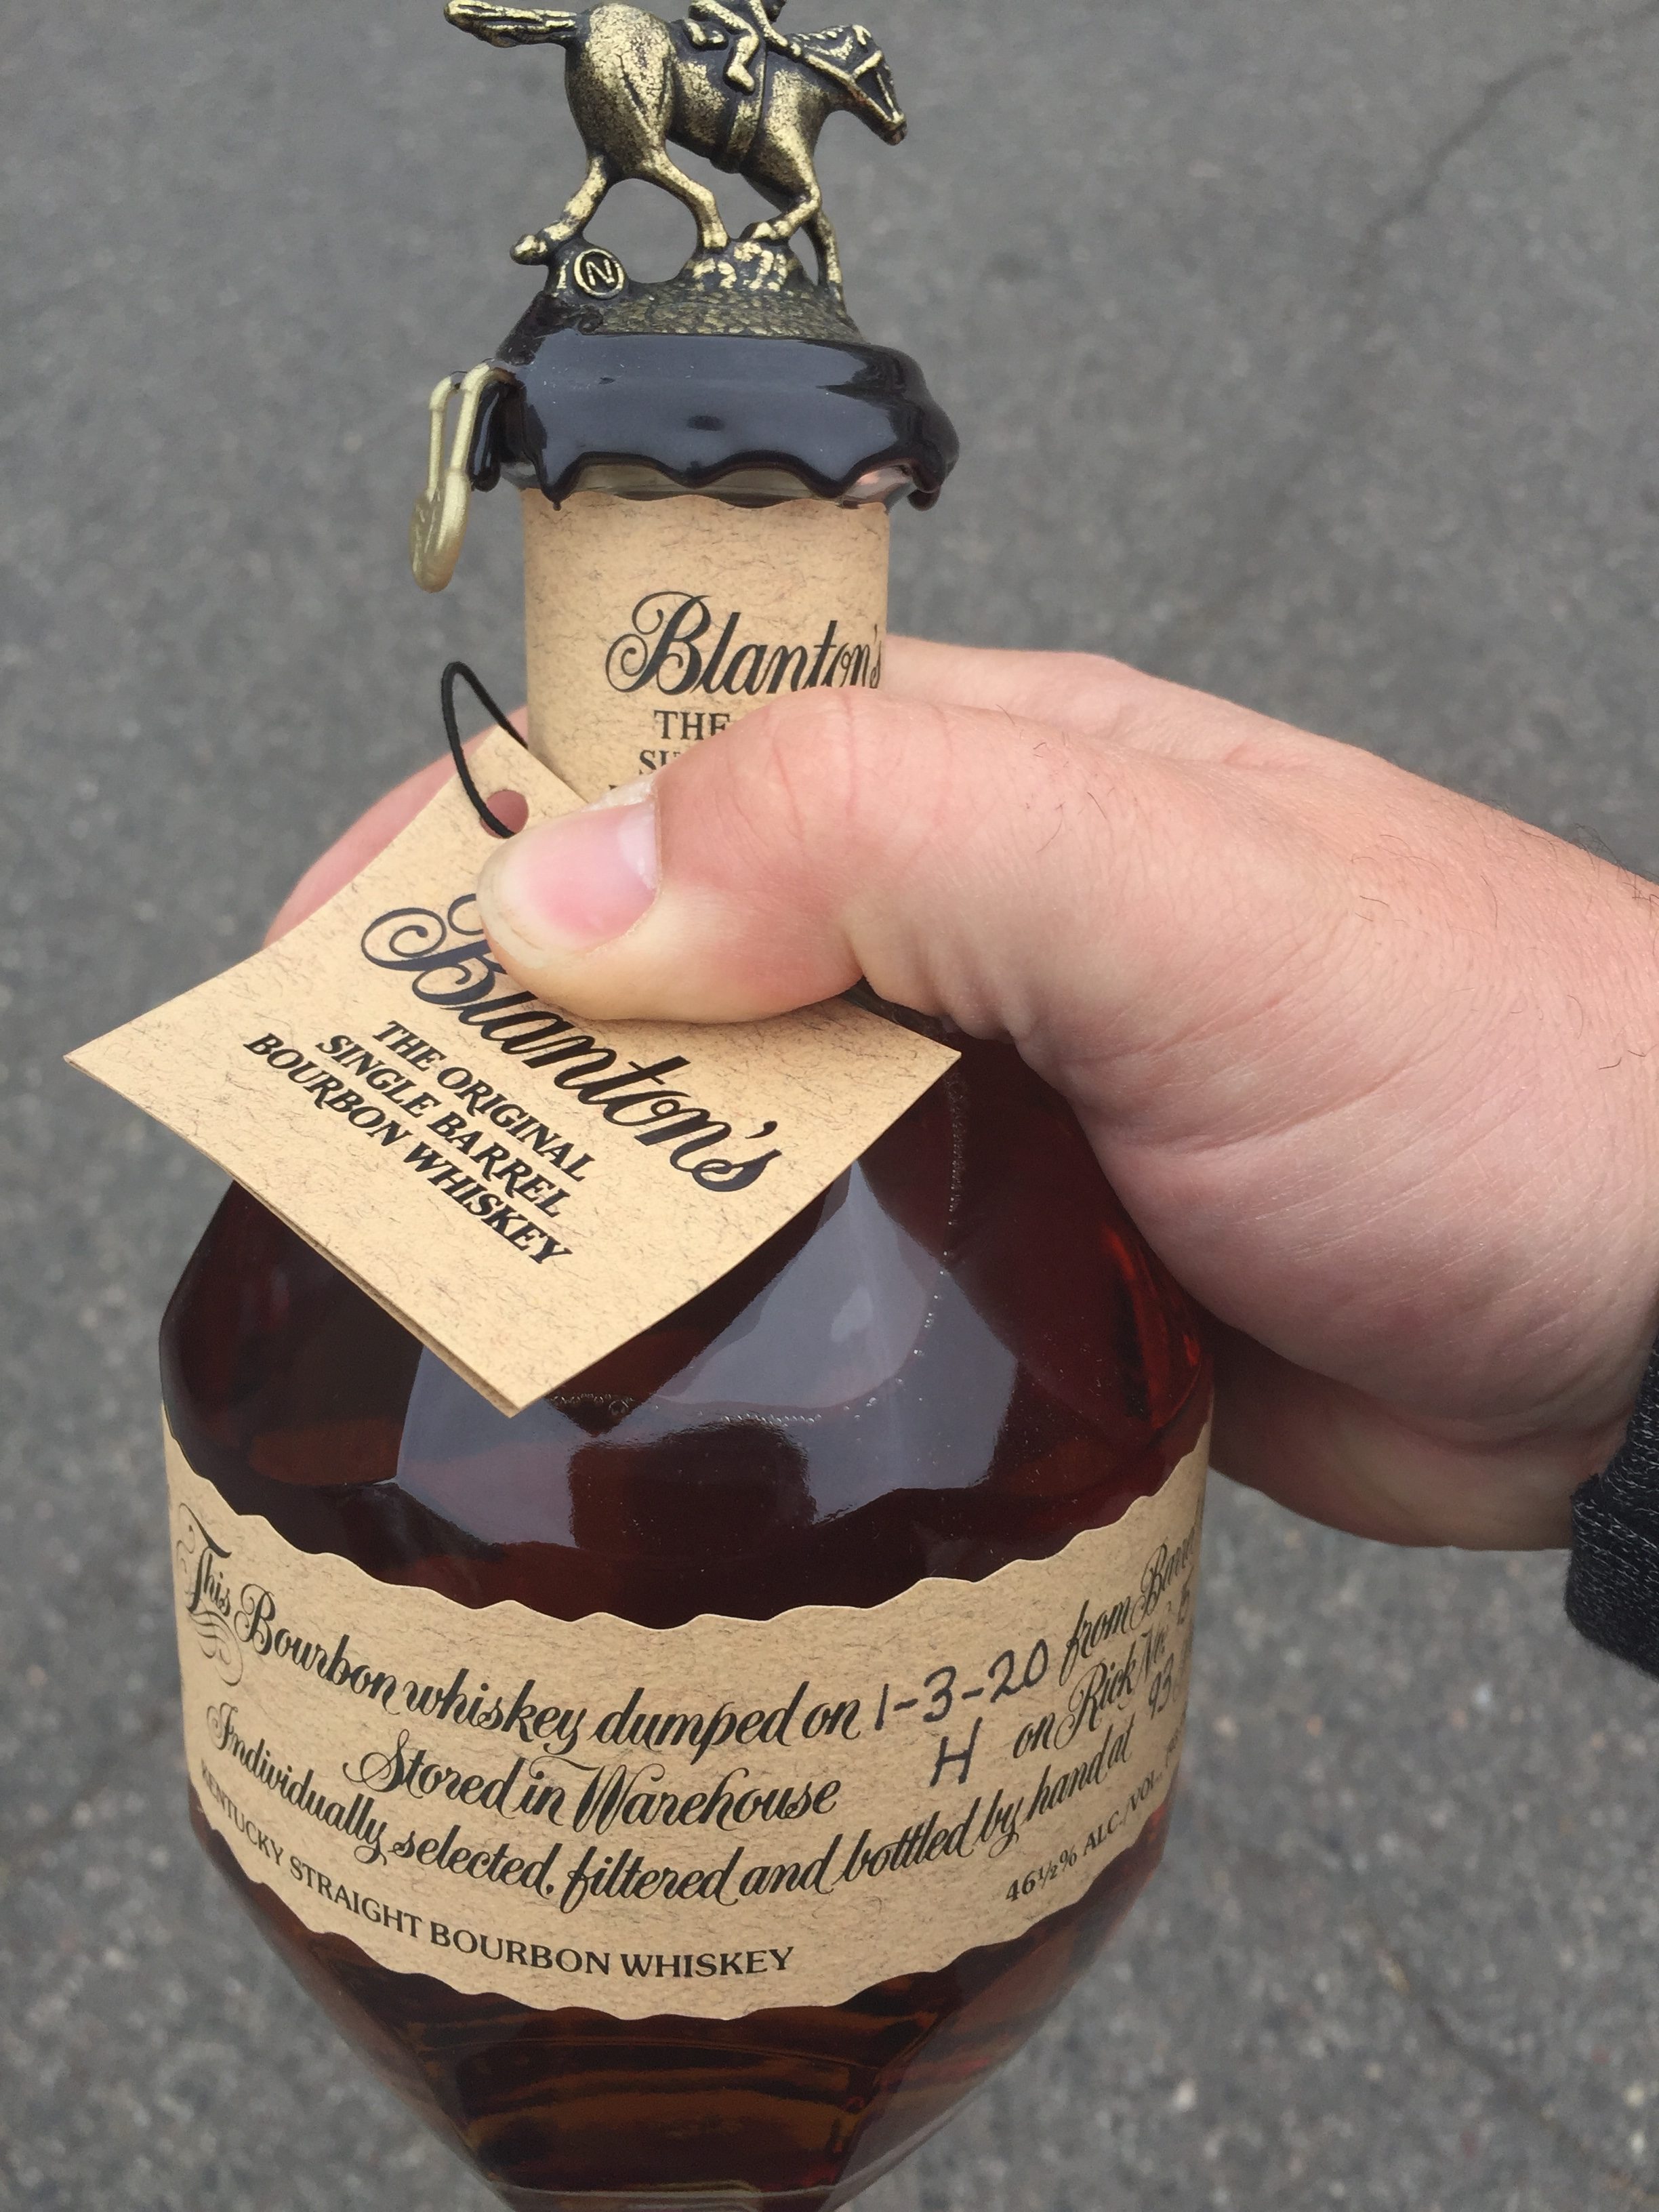 N
Blanton's
THE
Blanton's
THE ORIGINAL
SINGLE BARREL
BOURBON WHISKEY
This Bourbon whiskey dumped on 1-3-20 from
Stored in Warehouse H on Rick No.
Individually selected, filtered and bottled by hand at 93
KENTUCKY STRAIGHT BOURBON WHISKEY 46½% ALC./VOL.